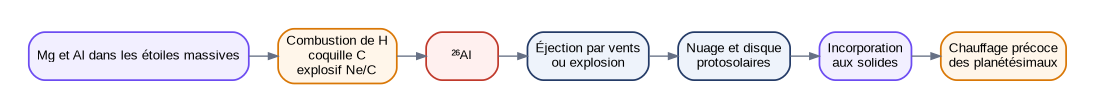 Mg et Al dans les étoiles massives
Combustion de H
coquille C
explosif Ne/C
²⁶Al
Éjection par vents
ou explosion
Nuage et disque
protosolaires
Incorporation
aux solides
Chauffage précoce
des planétésimaux